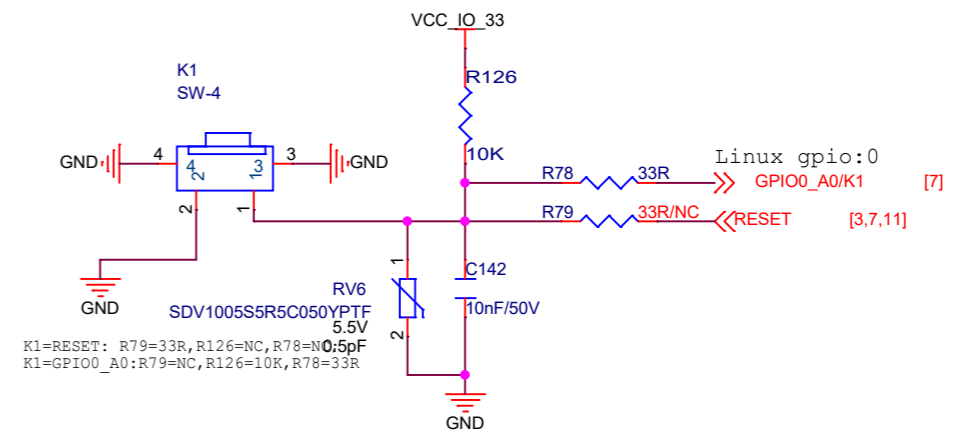 VCC_IO_33
K1
SW-4
R126
10K
GND
4
4
3
3
GND
2
1
2
1
Linux gpio:0
R78
33R
GPIO0_A0/K1
[7]
R79
33R/NC
RESET
[3,7,11]
GND
1
RV6
SDV1005S5R5C050YPTF
5.5V
0.5pF
2
C142
10nF/50V
K1=RESET: R79=33R,R126=NC,R78=NC
K1=GPIO0_A0:R79=NC,R126=10K,R78=33R
GND